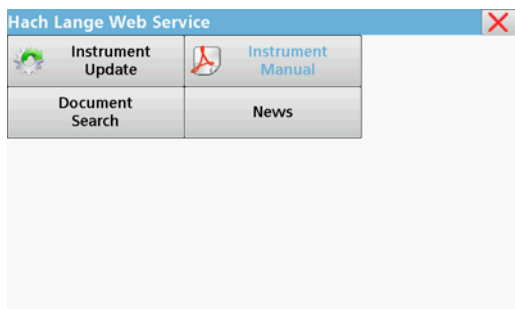 Hach Lange Web Service
Instrument
Update
Instrument
Manual
Document
Search
News